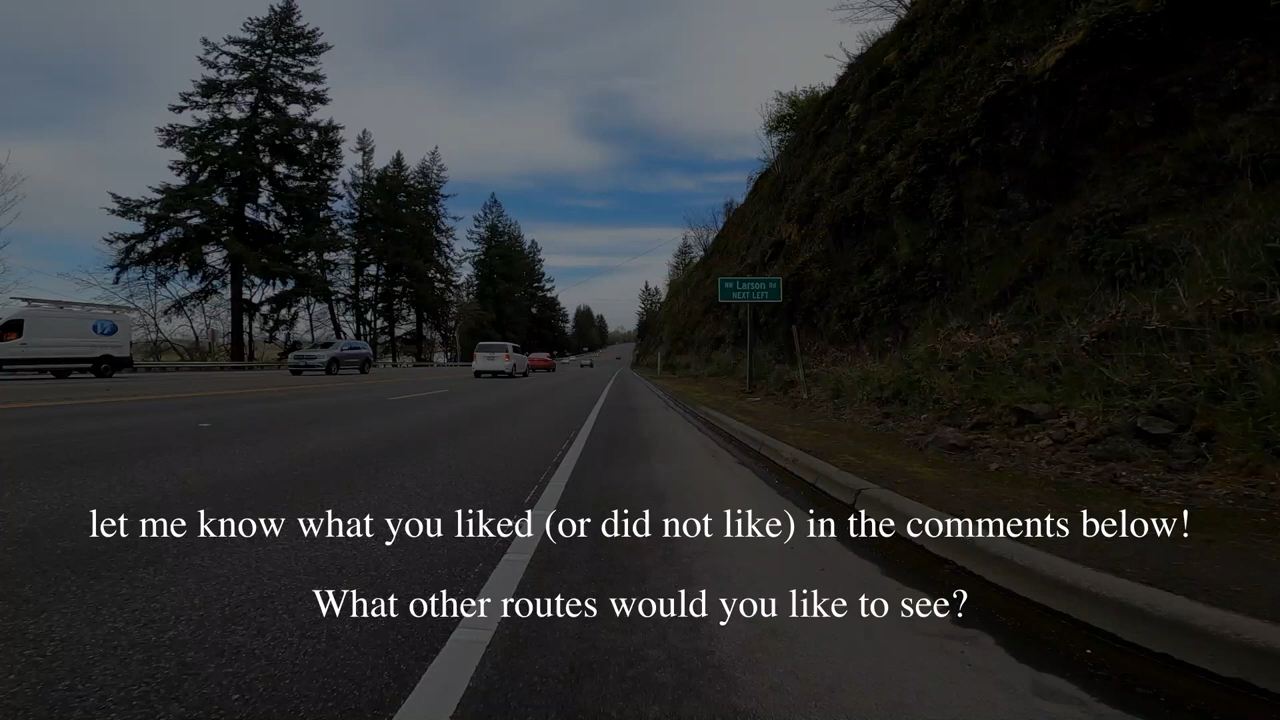 NW Larson Rd
NEXT LEFT
let me know what you liked (or did not like) in the comments below!
What other routes would you like to see?